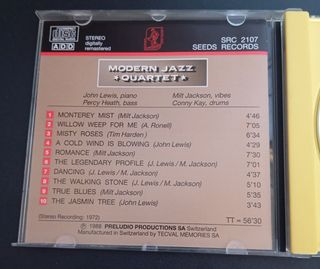 COMPACT
disc
DIGITAL AUDIO
ADD
STEREO
digitally
remastered
SRC 2107
SEEDS RECORDS
MODERN JAZZ
QUARTET
John Lewis, piano Milt Jackson, vibes
Percy Heath, bass Conny Kay, drums
1 MONTEREY MIST (Milt Jackson) 4'46
2 WILLOW WEEP FOR ME (A. Ronell) 7'05
3 MISTY ROSES (Tim Harden) 6'34
4 A COLD WIND IS BLOWING (John Lewis) 4'29
5 ROMANCE (Milt Jackson) 7'30
6 THE LEGENDARY PROFILE (J. Lewis/M. Jackson) 7'01
7 DANCING (J. Lewis/M Jackson) 4'37
8 THE WALKING STONE (J. Lewis/M. Jackson) 5'10
9 TRUE BLUES (Milt Jackson) 5'35
10 THE JASMIN TREE (John Lewis) 3'43
(Stereo Recording: 1972) TT = 56'30
℗ 1988 PRELUDIO PRODUCTIONS SA Switzerland
Manufactured in Switzerland by TECVAL MEMORIES SA